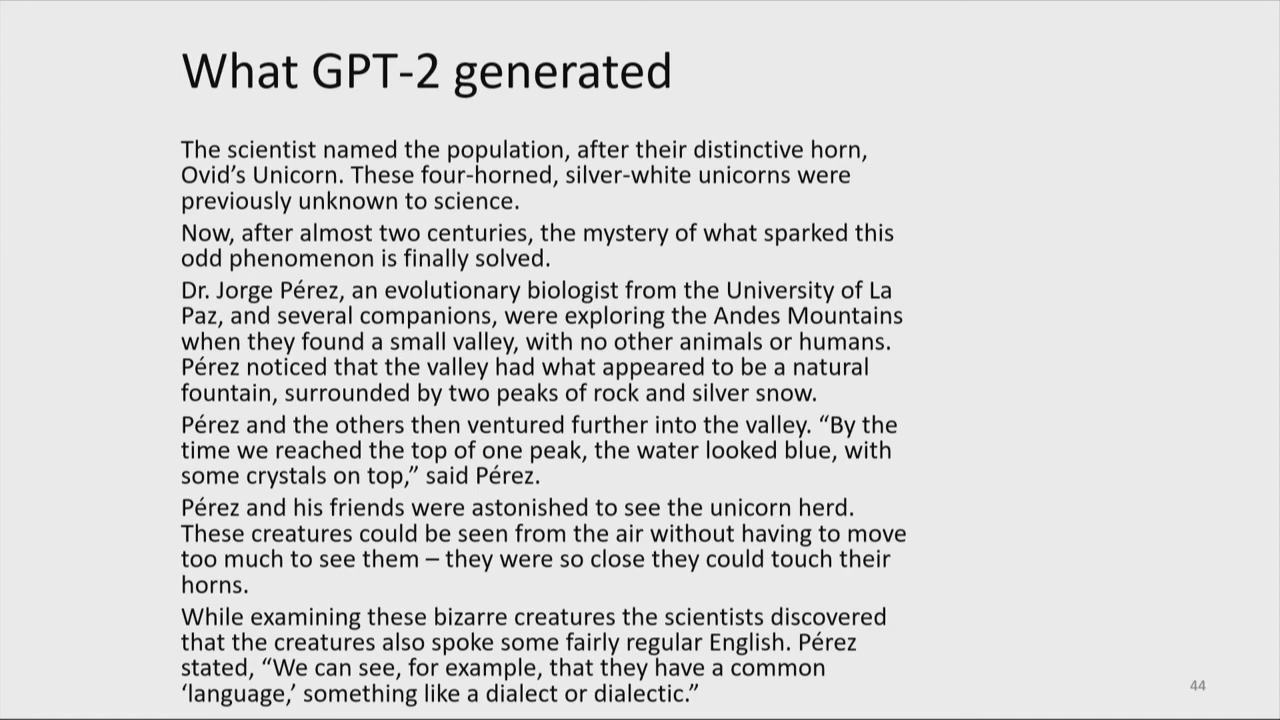 What GPT-2 generated
The scientist named the population, after their distinctive horn,
Ovid’s Unicorn. These four-horned, silver-white unicorns were
previously unknown to science.
Now, after almost two centuries, the mystery of what sparked this
odd phenomenon is finally solved.
Dr. Jorge Pérez, an evolutionary biologist from the University of La
Paz, and several companions, were exploring the Andes Mountains
when they found a small valley, with no other animals or humans.
Pérez noticed that the valley had what appeared to be a natural
fountain, surrounded by two peaks of rock and silver snow.
Pérez and the others then ventured further into the valley. “By the
time we reached the top of one peak, the water looked blue, with
some crystals on top,” said Pérez.
Pérez and his friends were astonished to see the unicorn herd.
These creatures could be seen from the air without having to move
too much to see them – they were so close they could touch their
horns.
While examining these bizarre creatures the scientists discovered
that the creatures also spoke some fairly regular English. Pérez
stated, “We can see, for example, that they have a common
‘language,’ something like a dialect or dialectic.”
44